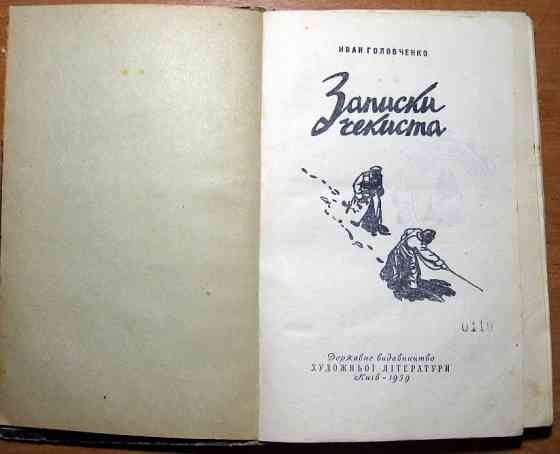 ИВАН ГОЛОВЧЕНКО
Записки
чекиста
0110
Державне видавництво
ХУДОЖНЬОЇ ЛІТЕРАТУРИ
Київ – 1959